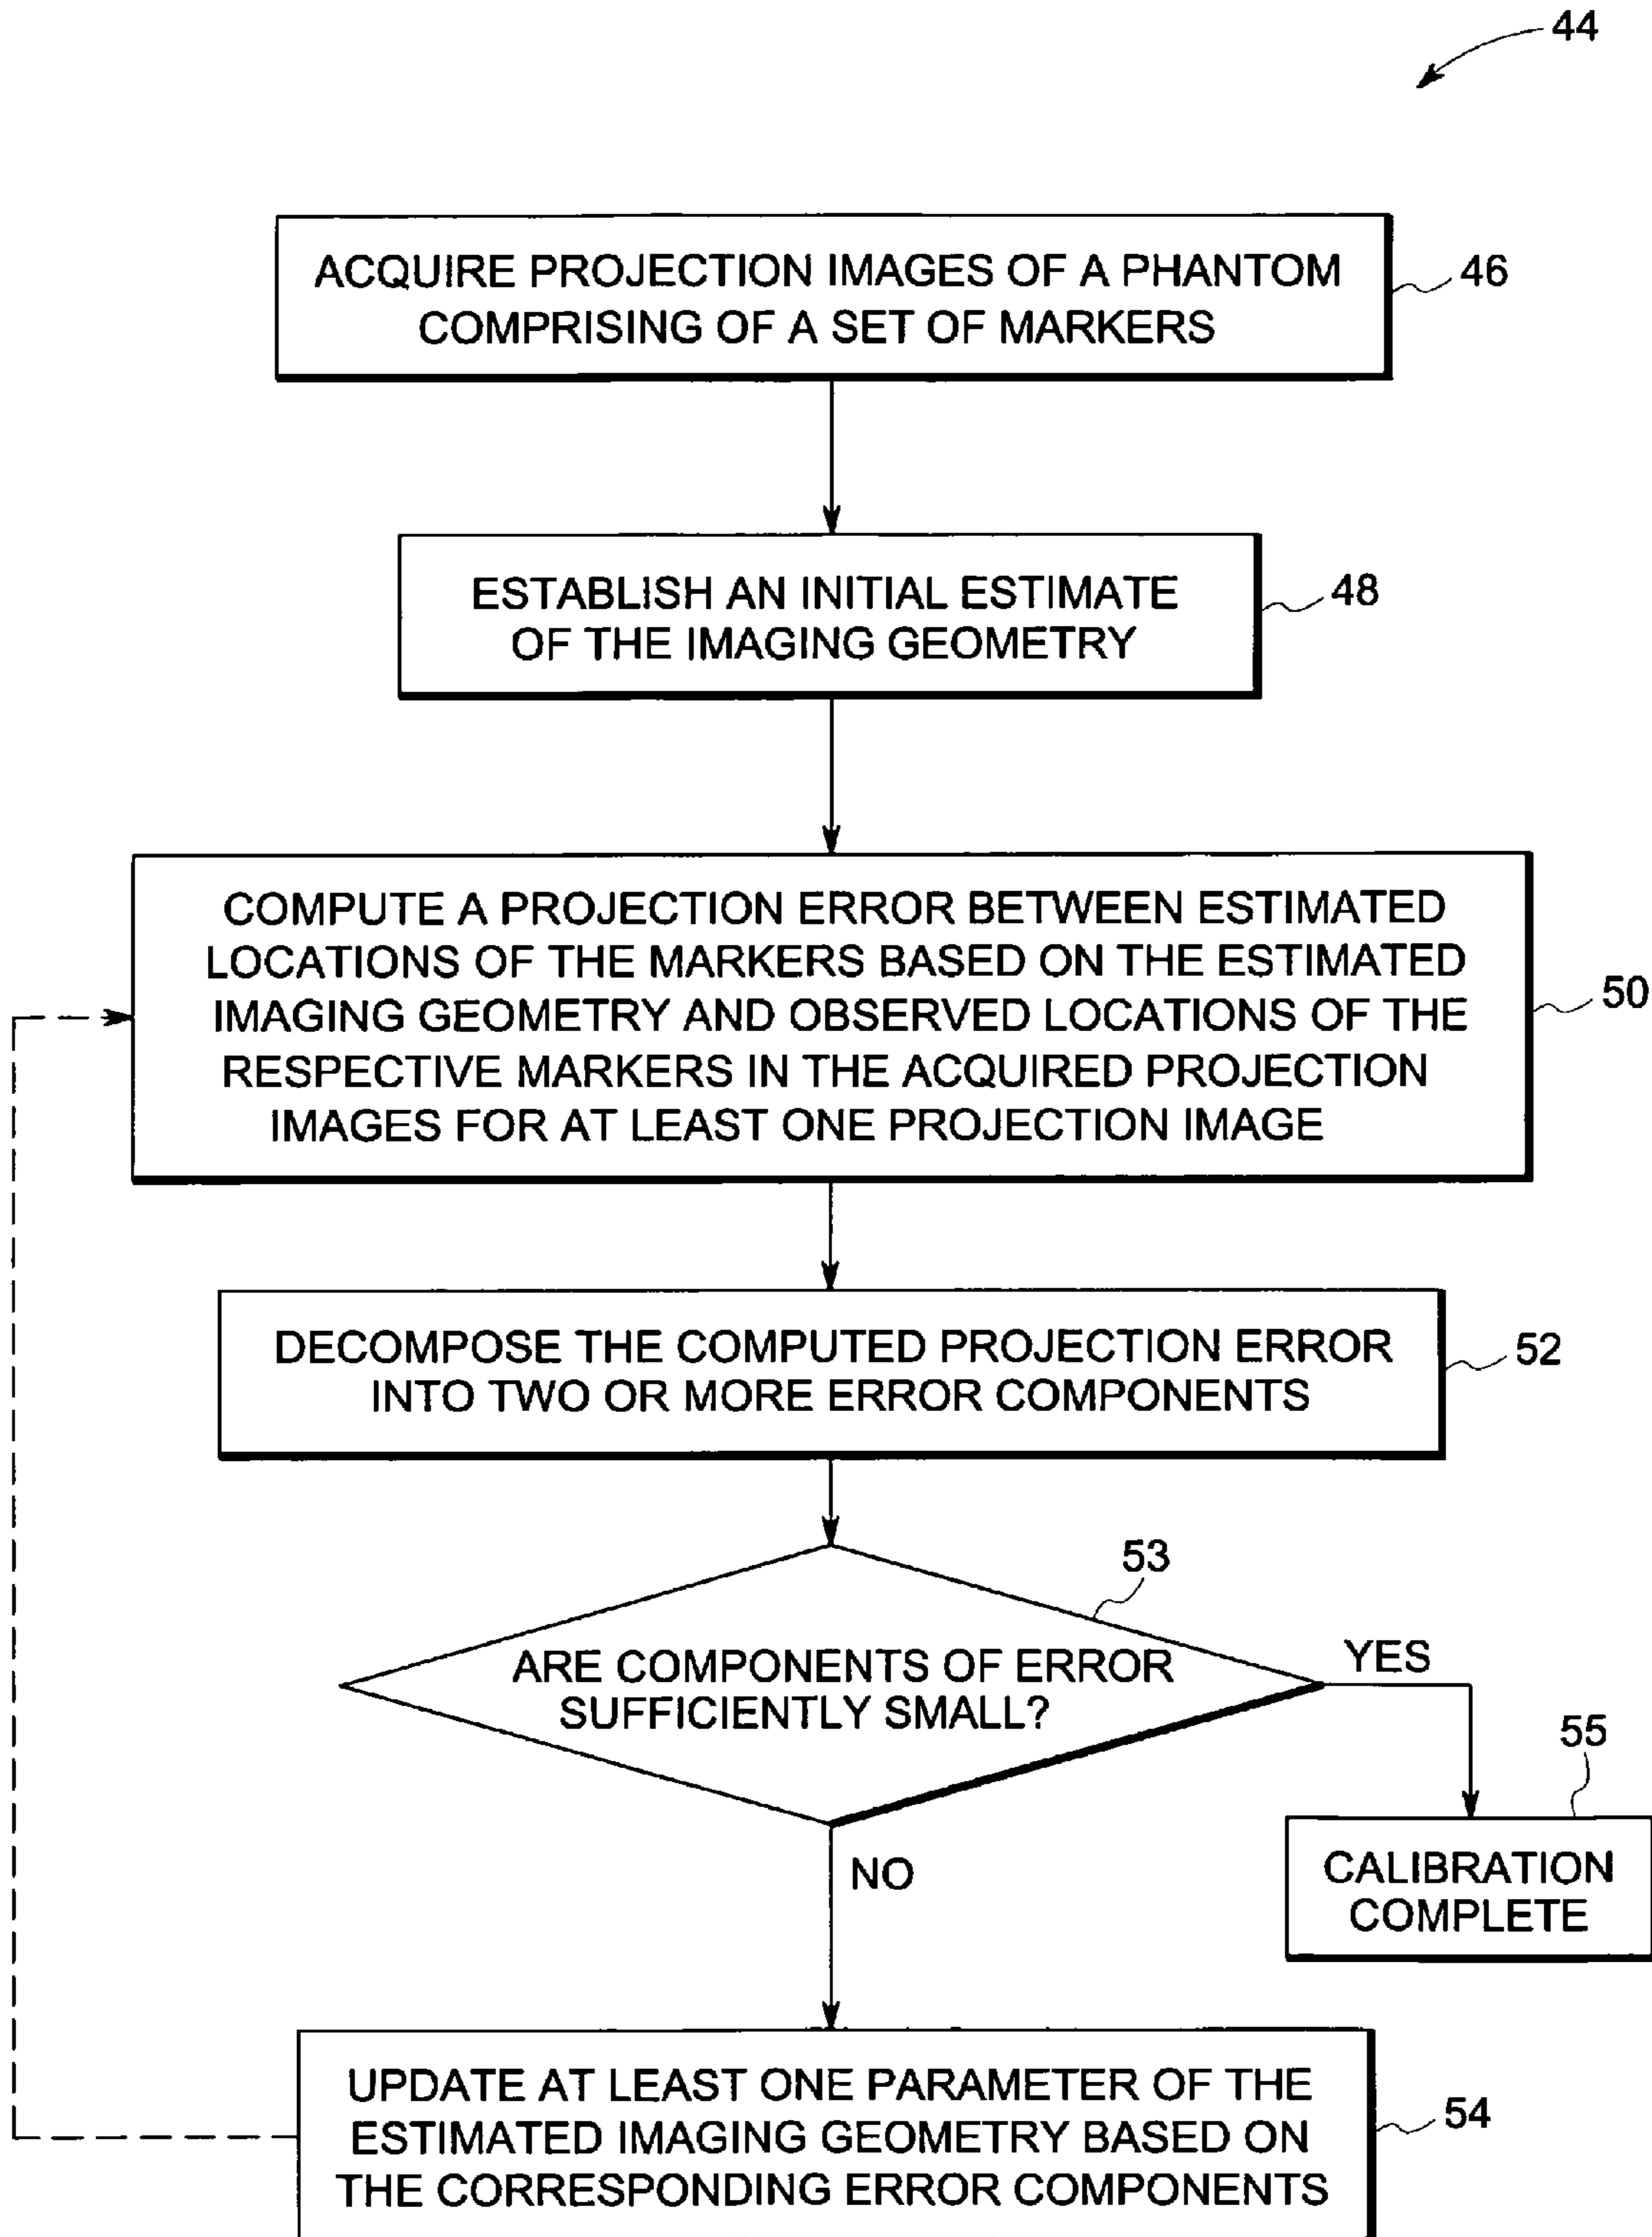 44
ACQUIRE PROJECTION IMAGES OF A PHANTOM
COMPRISING OF A SET OF MARKERS
46
ESTABLISH AN INITIAL ESTIMATE
OF THE IMAGING GEOMETRY
48
COMPUTE A PROJECTION ERROR BETWEEN ESTIMATED
LOCATIONS OF THE MARKERS BASED ON THE ESTIMATED
IMAGING GEOMETRY AND OBSERVED LOCATIONS OF THE
RESPECTIVE MARKERS IN THE ACQUIRED PROJECTION
IMAGES FOR AT LEAST ONE PROJECTION IMAGE
50
DECOMPOSE THE COMPUTED PROJECTION ERROR
INTO TWO OR MORE ERROR COMPONENTS
52
53
ARE COMPONENTS OF ERROR
SUFFICIENTLY SMALL?
YES
55
CALIBRATION
COMPLETE
NO
UPDATE AT LEAST ONE PARAMETER OF THE
ESTIMATED IMAGING GEOMETRY BASED ON
THE CORRESPONDING ERROR COMPONENTS
54